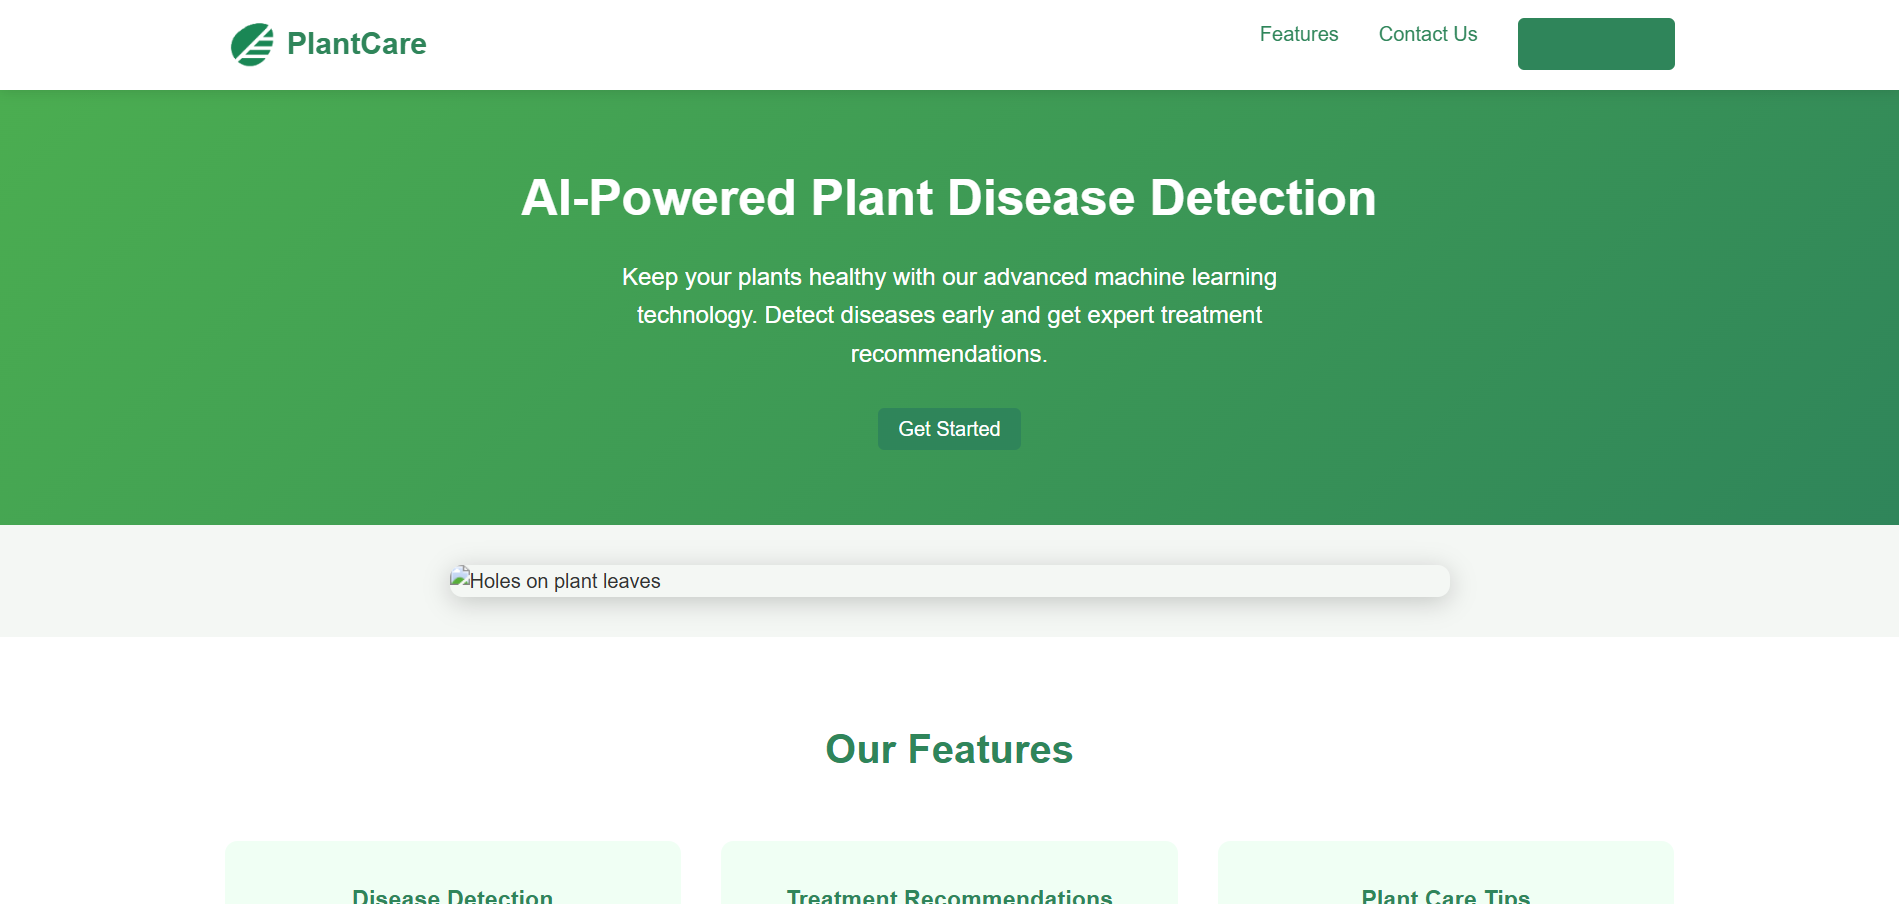 PlantCare
Features
Contact Us
AI-Powered Plant Disease Detection
Keep your plants healthy with our advanced machine learning
technology. Detect diseases early and get expert treatment
recommendations.
Get Started
Holes on plant leaves
Our Features
Disease Detection
Treatment Recommendations
Plant Care Tips